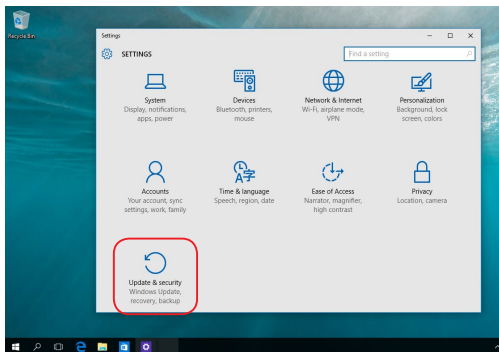 Recycle Bin
Settings
SETTINGS
Find a setting
System
Display, notifications,
apps, power
Devices
Bluetooth, printers,
mouse
Network & Internet
Wi-Fi, airplane mode,
VPN
Personalization
Background, lock
screen, colors
Accounts
Your account, sync
settings, work, family
Time & language
Speech, region, date
Ease of Access
Narrator, magnifier,
high contrast
Privacy
Location, camera
Update & security
Windows Update,
recovery, backup